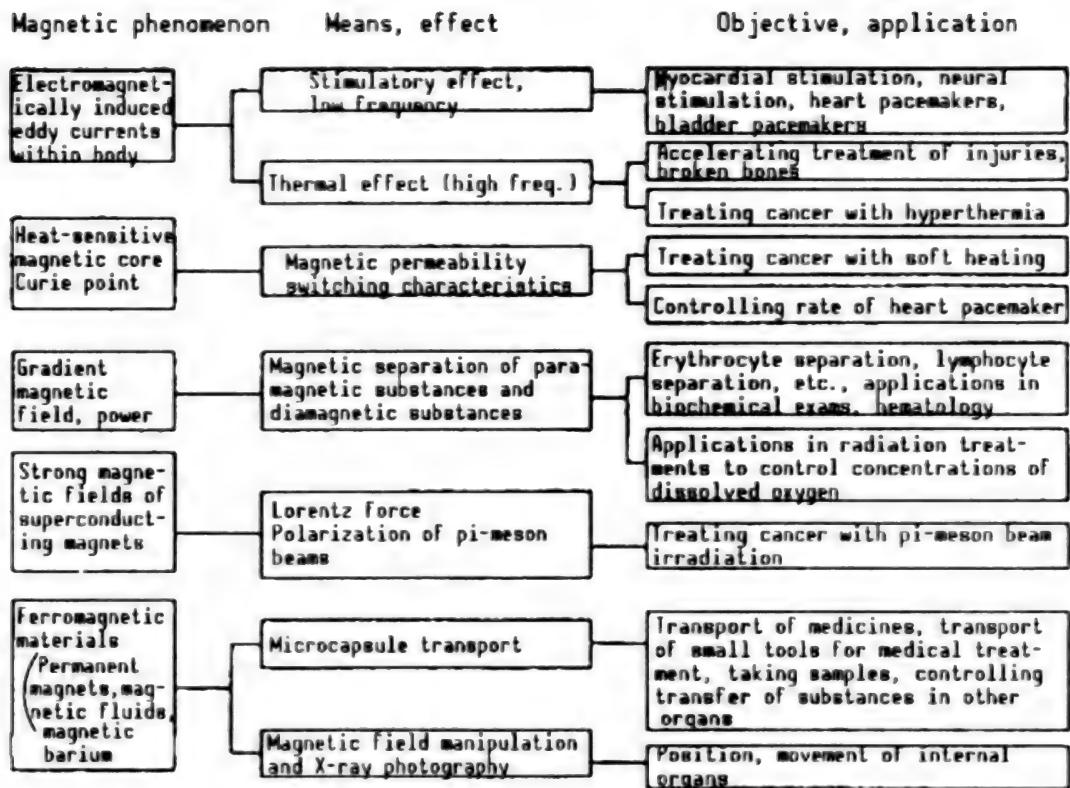 Magnetic phenomenon Means, effect Objective, application
Electromagnet-
ically induced
eddy currents
within body
Stimulatory effect,
low frequency
Myocardial stimulation, neural
stimulation, heart pacemakers,
bladder pacemakers
Thermal effect (high freq.)
Accelerating treatment of injuries,
broken bones
Treating cancer with hyperthermia
Heat-sensitive
magnetic core
Curie point
Magnetic permeability
switching characteristics
Treating cancer with soft heating
Controlling rate of heart pacemaker
Gradient
magnetic
field, power
Magnetic separation of para-
magnetic substances and
diamagnetic substances
Erythrocyte separation, lymphocyte
separation, etc., applications in
biochemical exams, hematology
Applications in radiation treat-
ments to control concentrations of
dissolved oxygen
Strong magne-
tic fields of
superconduct-
ing magnets
Lorentz force
Polarization of pi-meson
beams
Treating cancer with pi-meson beam
irradiation
Ferromagnetic
materials
(Permanent
magnets, mag-
netic fluids,
magnetic
barium
Microcapsule transport
Transport of medicines, transport
of small tools for medical treat-
ment, taking samples, controlling
transfer of substances in other
organs
Magnetic field manipulation
and X-ray photography
Position, movement of internal
organs